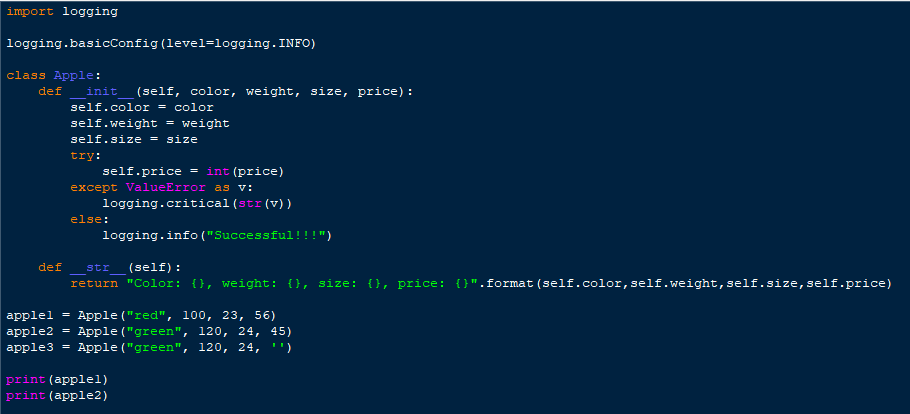 import logging

logging.basicConfig(level=logging.INFO)

class Apple:
    def __init__(self, color, weight, size, price):
        self.color = color
        self.weight = weight
        self.size = size
        try:
            self.price = int(price)
        except ValueError as v:
            logging.critical(str(v))
        else:
            logging.info("Successful!!!")

    def __str__(self):
        return "Color: {}, weight: {}, size: {}, price: {}".format(self.color,self.weight,self.size,self.price)

apple1 = Apple("red", 100, 23, 56)
apple2 = Apple("green", 120, 24, 45)
apple3 = Apple("green", 120, 24, '')

print(apple1)
print(apple2)